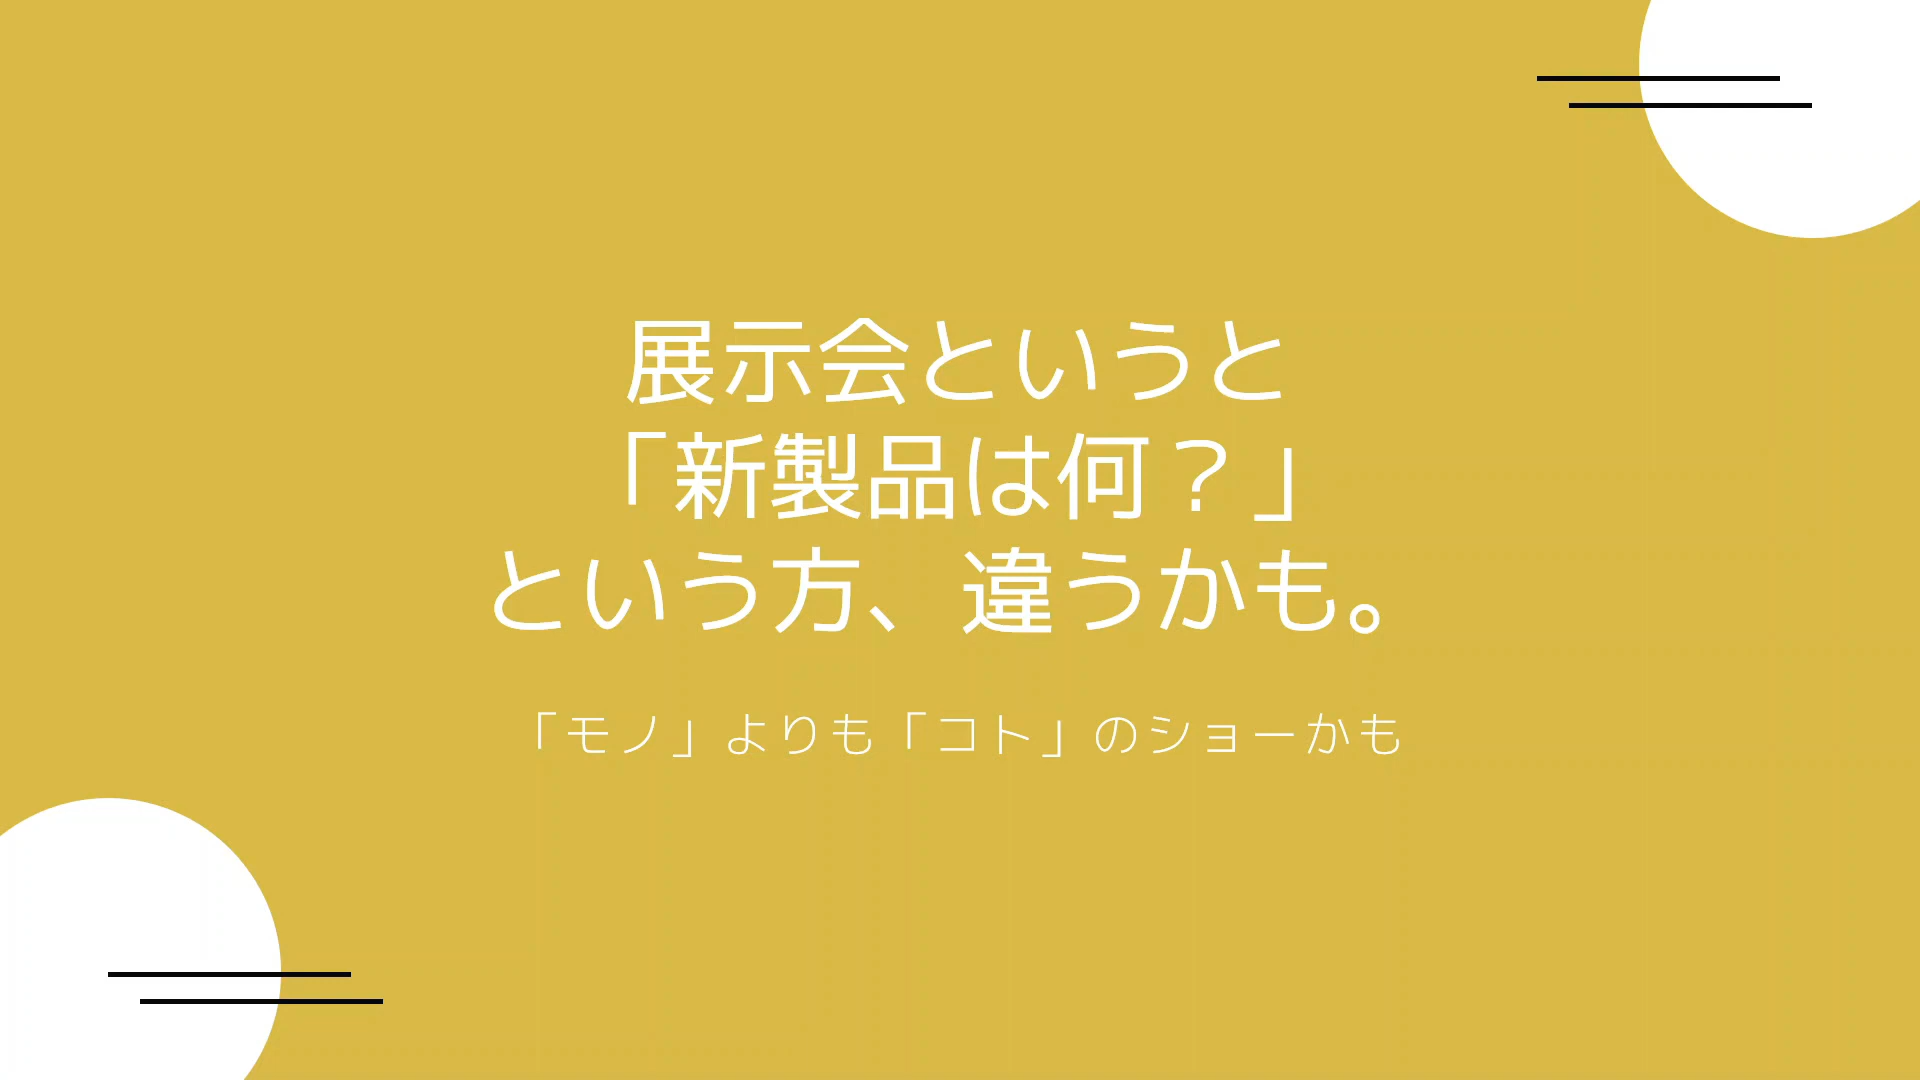 展示会というと
「新製品は何？」
という方、違うかも。
「モノ」よりも「コト」のショーかも